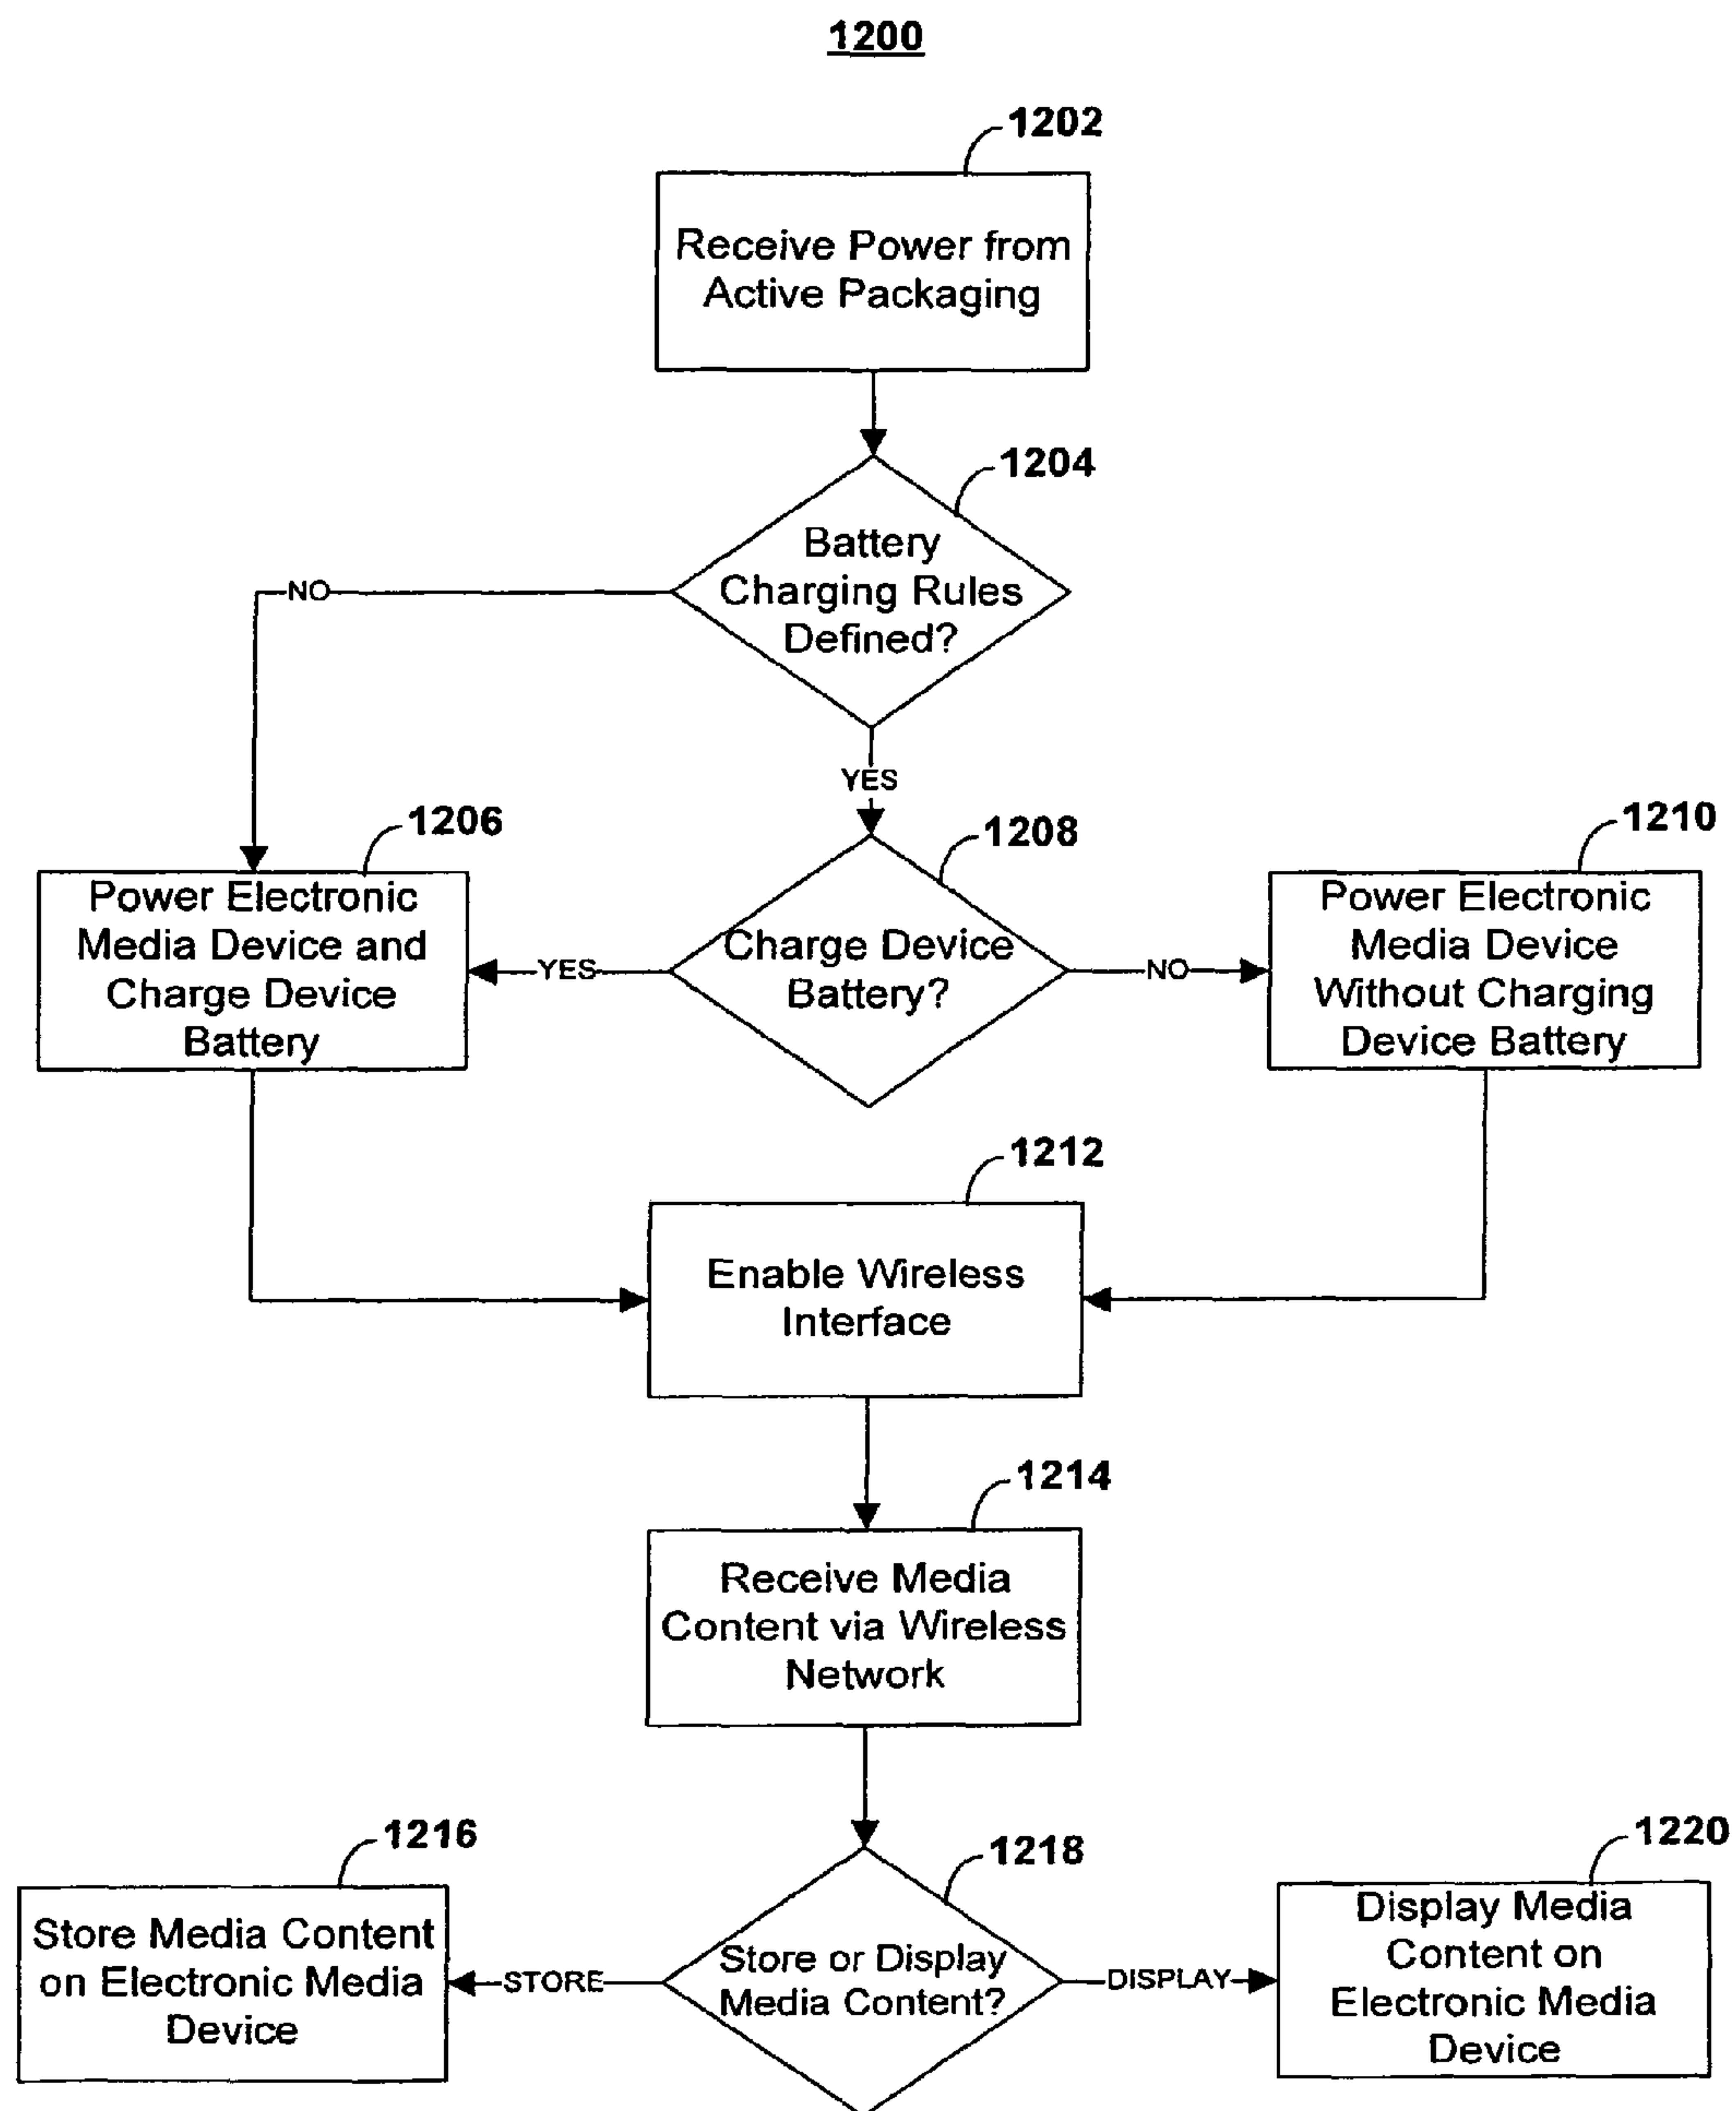 1200
1202
Receive Power from
Active Packaging
1204
Battery
Charging Rules
Defined?
NO
YES
1206
Power Electronic
Media Device and
Charge Device
Battery
1208
Charge Device
Battery?
YES
NO
1210
Power Electronic
Media Device
Without Charging
Device Battery
1212
Enable Wireless
Interface
1214
Receive Media
Content via Wireless
Network
1216
Store Media Content
on Electronic Media
Device
1218
Store or Display
Media Content?
STORE
DISPLAY
1220
Display Media
Content on
Electronic Media
Device